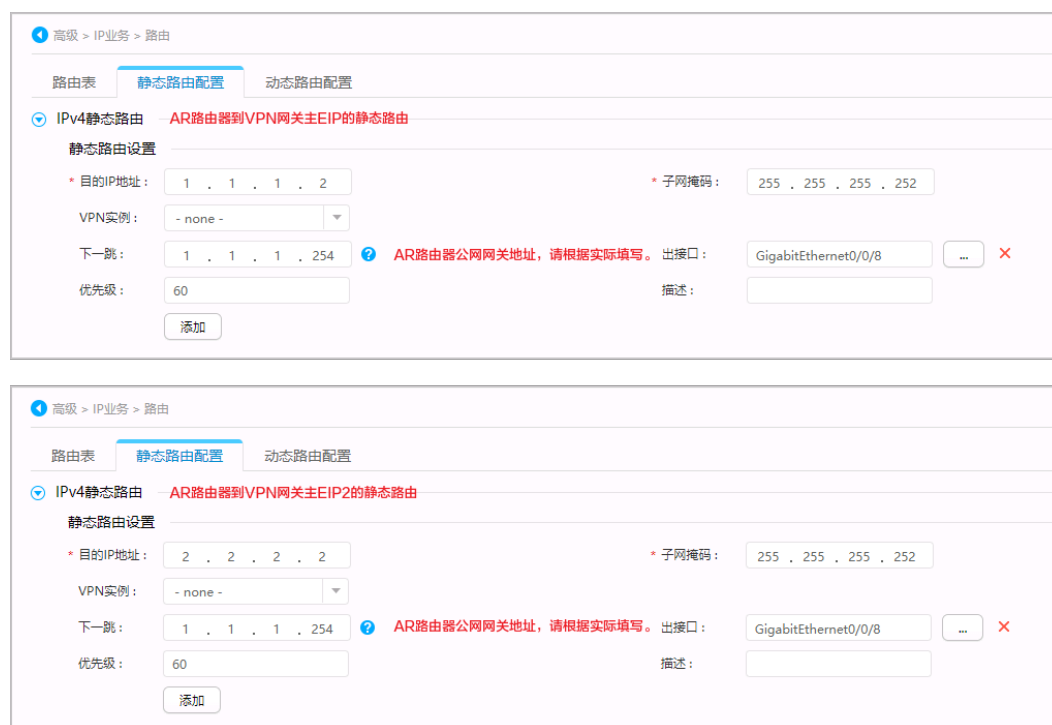 高级 > IP业务 > 路由
路由表 静态路由配置 动态路由配置
IPv4静态路由 AR路由器到VPN网关主EIP的静态路由
静态路由设置
* 目的IP地址： 1 . 1 . 1 . 2 * 子网掩码： 255 . 255 . 255 . 252
VPN实例： - none -
下一跳： 1 . 1 . 1 . 254 ? AR路由器公网网关地址，请根据实际填写。 出接口： GigabitEthernet0/0/8 ...
优先级： 60 描述：
添加
高级 > IP业务 > 路由
路由表 静态路由配置 动态路由配置
IPv4静态路由 AR路由器到VPN网关主EIP2的静态路由
静态路由设置
* 目的IP地址： 2 . 2 . 2 . 2 * 子网掩码： 255 . 255 . 255 . 252
VPN实例： - none -
下一跳： 1 . 1 . 1 . 254 ? AR路由器公网网关地址，请根据实际填写。 出接口： GigabitEthernet0/0/8 ...
优先级： 60 描述：
添加